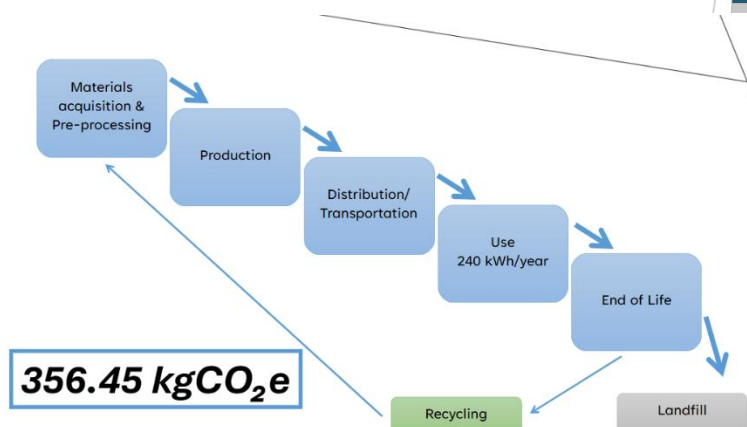 Materials
acquisition &
Pre-processing
Production
Distribution/
Transportation
Use
240 kWh/year
End of Life
356.45 kgCO₂e
Recycling
Landfill